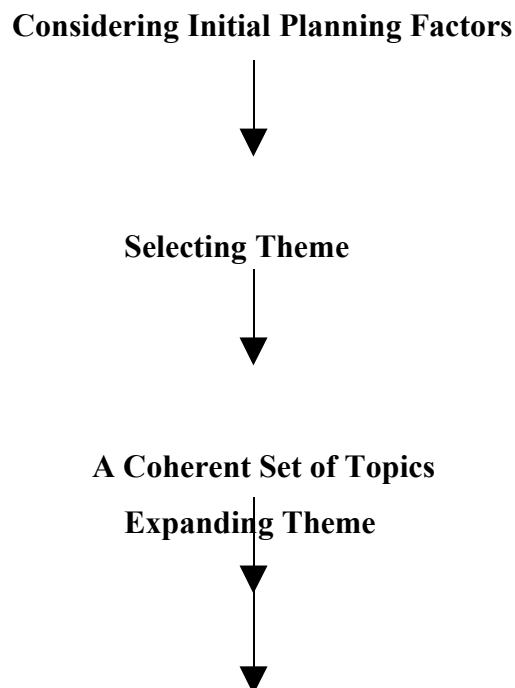 Considering Initial Planning Factors
Selecting Theme
A Coherent Set of Topics
Expanding Theme